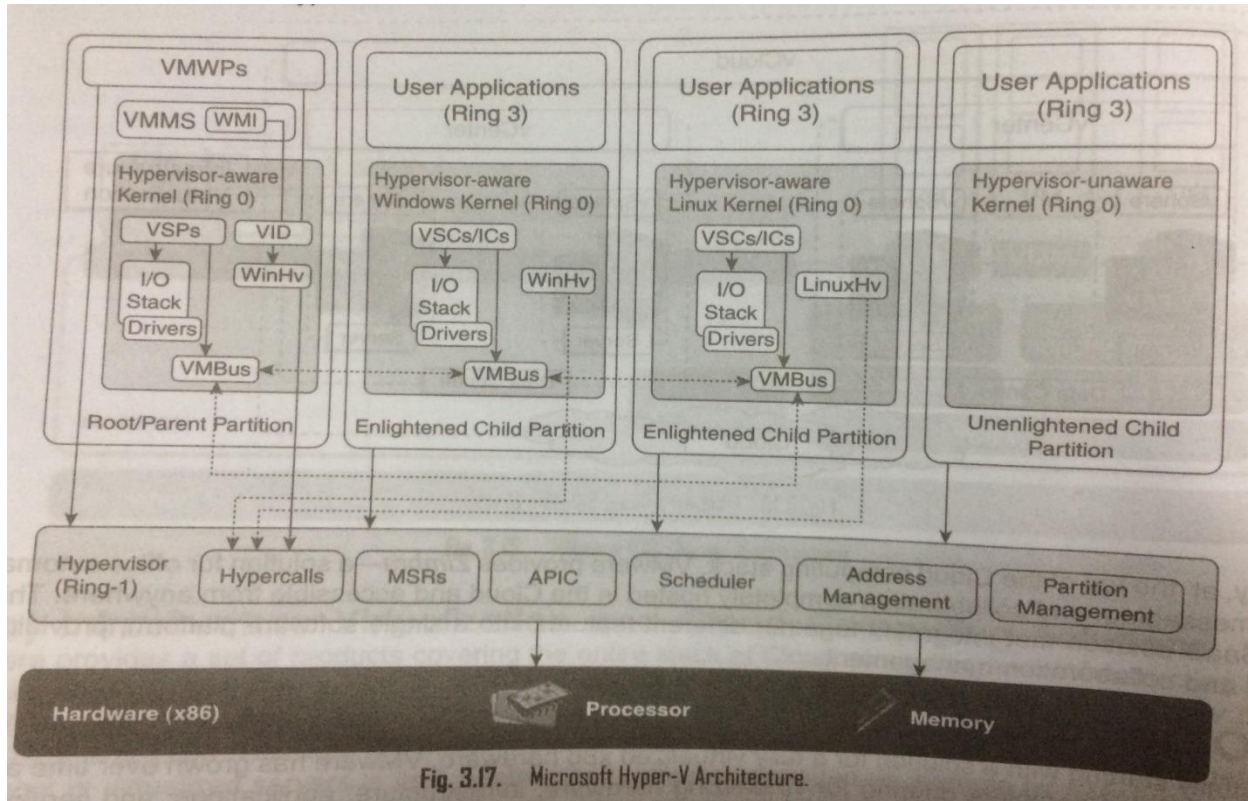 VMWPs
VMMS WMI
Hypervisor-aware
Kernel (Ring 0)
VSPs
VID
I/O
Stack
Drivers
WinHv
VMBus
Root/Parent Partition
User Applications
(Ring 3)
Hypervisor-aware
Windows Kernel (Ring 0)
VSCs/ICs
I/O
Stack
Drivers
WinHv
VMBus
Enlightened Child Partition
User Applications
(Ring 3)
Hypervisor-aware
Linux Kernel (Ring 0)
VSCs/ICs
I/O
Stack
Drivers
LinuxHv
VMBus
Enlightened Child Partition
User Applications
(Ring 3)
Hypervisor-unaware
Kernel (Ring 0)
Unenlightened Child
Partition
Hypervisor
(Ring-1)
Hypercalls
MSRs
APIC
Scheduler
Address
Management
Partition
Management
Hardware (x86)
Processor
Memory
Fig. 3.17. Microsoft Hyper-V Architecture.